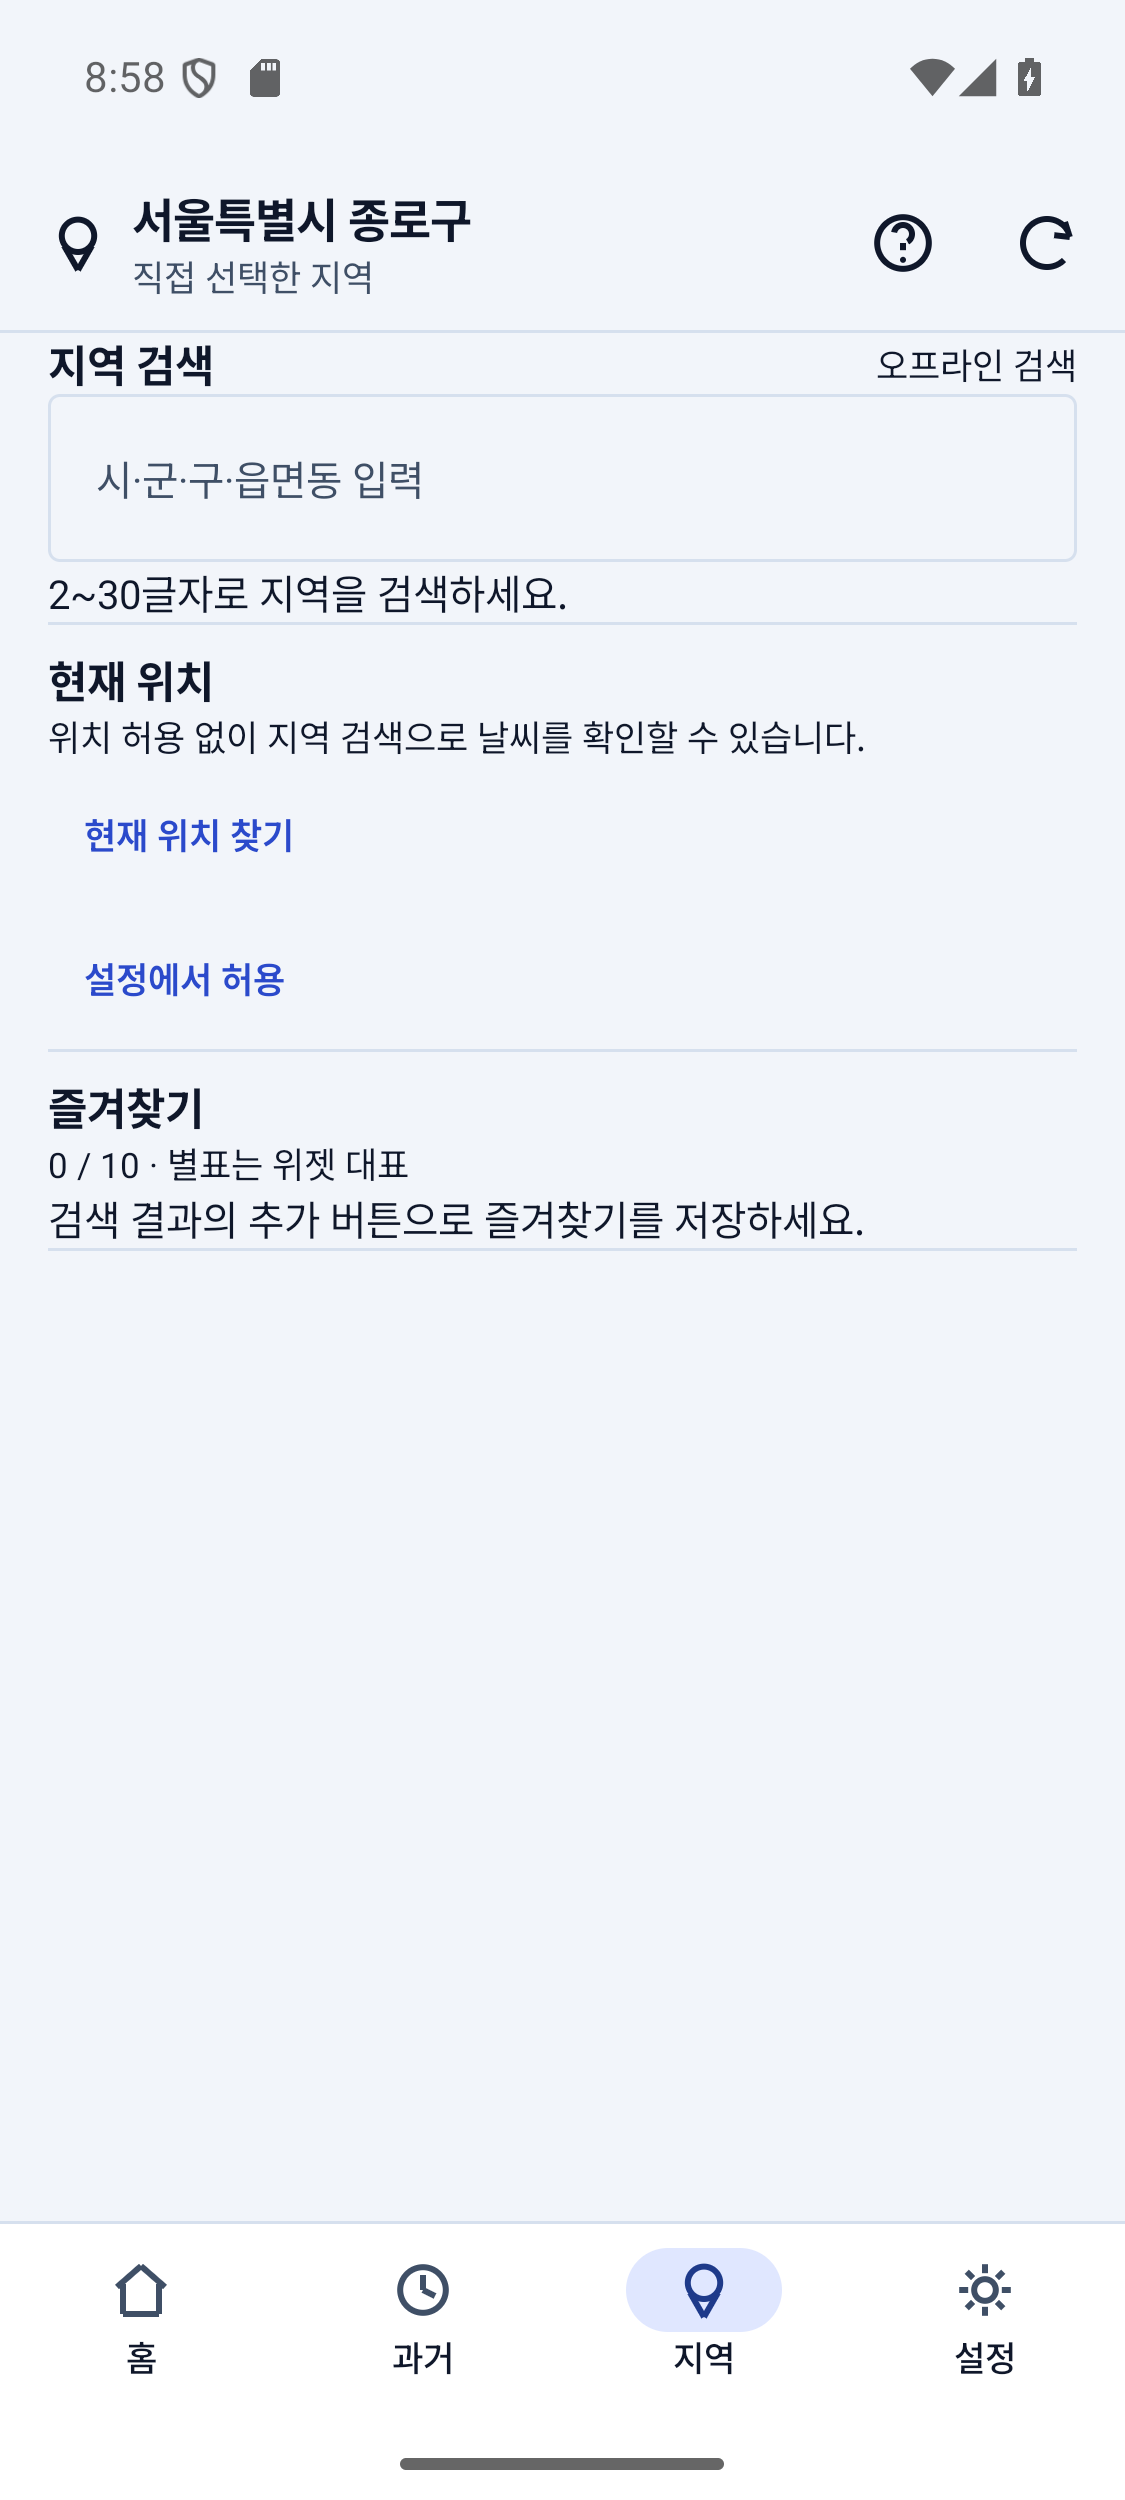 8:58
서울특별시 종로구
직접 선택한 지역
지역 검색
오프라인 검색
시·군·구·읍면동 입력
2~30글자로 지역을 검색하세요.
현재 위치
위치 허용 없이 지역 검색으로 날씨를 확인할 수 있습니다.
현재 위치 찾기
설정에서 허용
즐겨찾기
0 / 10 · 별표는 위젯 대표
검색 결과의 추가 버튼으로 즐겨찾기를 저장하세요.
홈
과거
지역
설정